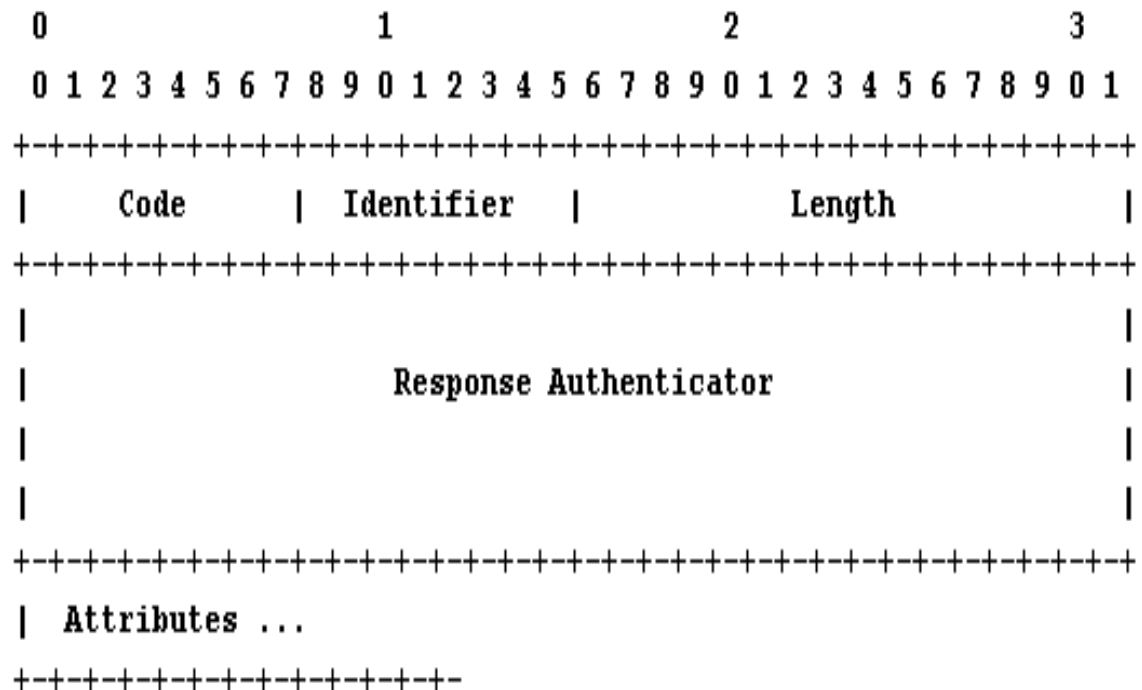 0                   1                   2                   3
0 1 2 3 4 5 6 7 8 9 0 1 2 3 4 5 6 7 8 9 0 1 2 3 4 5 6 7 8 9 0 1
+-+-+-+-+-+-+-+-+-+-+-+-+-+-+-+-+-+-+-+-+-+-+-+-+-+-+-+-+-+-+-+-+
|     Code      |  Identifier   |            Length             |
+-+-+-+-+-+-+-+-+-+-+-+-+-+-+-+-+-+-+-+-+-+-+-+-+-+-+-+-+-+-+-+-+
|                                                               |
|                     Response Authenticator                    |
|                                                               |
|                                                               |
+-+-+-+-+-+-+-+-+-+-+-+-+-+-+-+-+-+-+-+-+-+-+-+-+-+-+-+-+-+-+-+-+
|  Attributes ...
+-+-+-+-+-+-+-+-+-+-+-+-+-